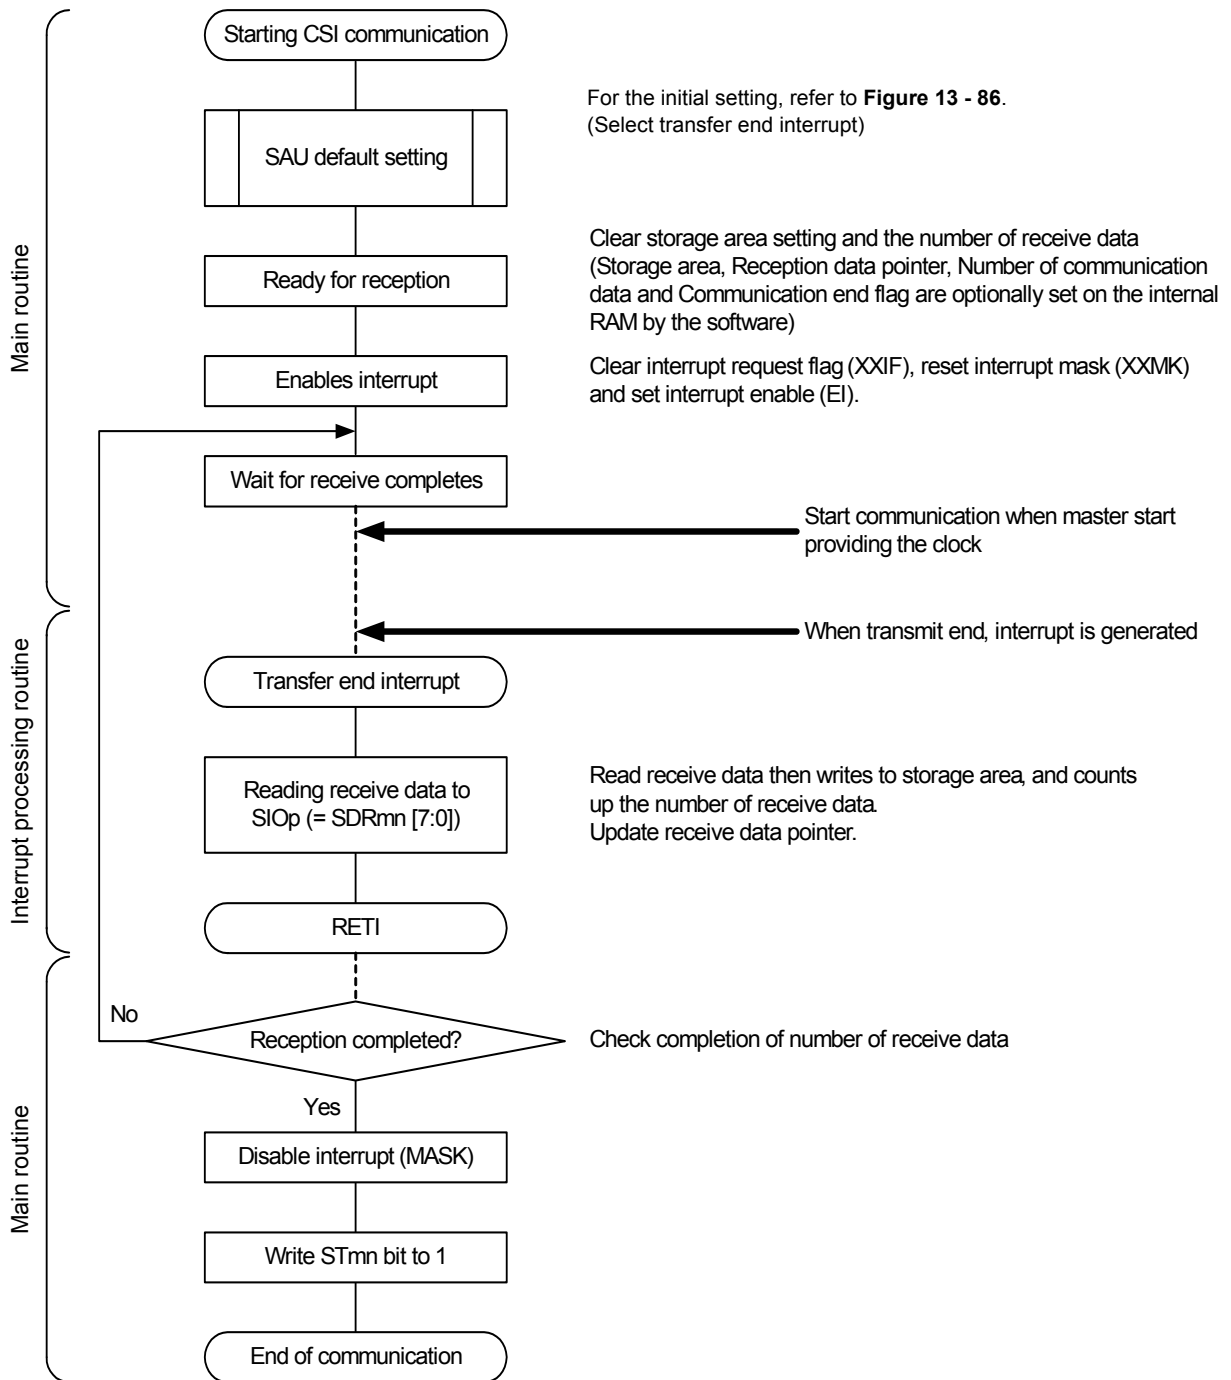 Starting CSI communication
For the initial setting, refer to Figure 13 - 86.
(Select transfer end interrupt)
SAU default setting
Main routine
Clear storage area setting and the number of receive data
(Storage area, Reception data pointer, Number of communication
data and Communication end flag are optionally set on the internal
RAM by the software)
Ready for reception
Clear interrupt request flag (XXIF), reset interrupt mask (XXMK)
and set interrupt enable (EI).
Enables interrupt
Wait for receive completes
Start communication when master start
providing the clock
When transmit end, interrupt is generated
Interrupt processing routine
Transfer end interrupt
Reading receive data to
SIOp (= SDRmn [7:0])
Read receive data then writes to storage area, and counts
up the number of receive data.
Update receive data pointer.
RETI
No
Reception completed?
Check completion of number of receive data
Yes
Main routine
Disable interrupt (MASK)
Write STmn bit to 1
End of communication